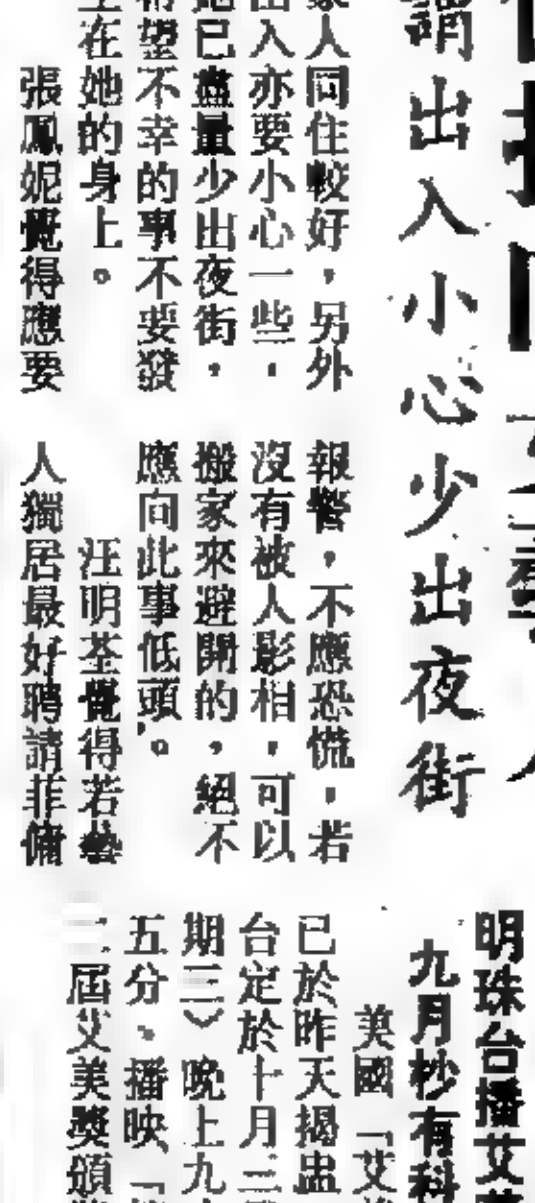 謂出入小心少出夜街
家人同住較好，另外
出入亦要小心一些，
她已盡量少出夜街，
希望不幸的事不要發
生在她的身上。
張鳳妮覺得應要
報警，不應恐慌，若
沒有被人影相，可以
搬家來避開的，絕不
應向此事低頭。
汪明荃覺得若藝
人獨居最好聘請菲傭
明珠台播艾
九月杪有科
美國「艾
已於昨天揭盅
台定於十月三
期三）晚上九
五分，播映「
二屆艾美獎頒